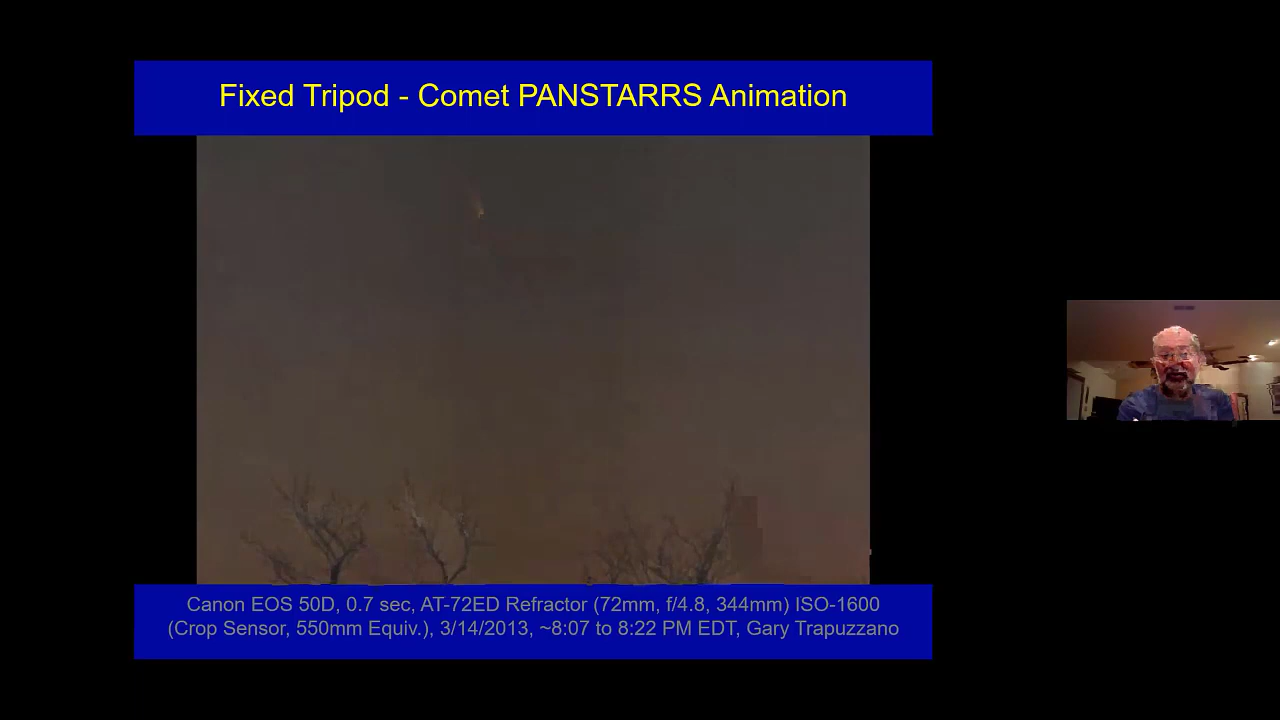 Fixed Tripod - Comet PANSTARRS Animation
Canon EOS 50D, 0.7 sec, AT-72ED Refractor (72mm, f/4.8, 344mm) ISO-1600
(Crop Sensor, 550mm Equiv.), 3/14/2013, ~8:07 to 8:22 PM EDT, Gary Trapuzzano